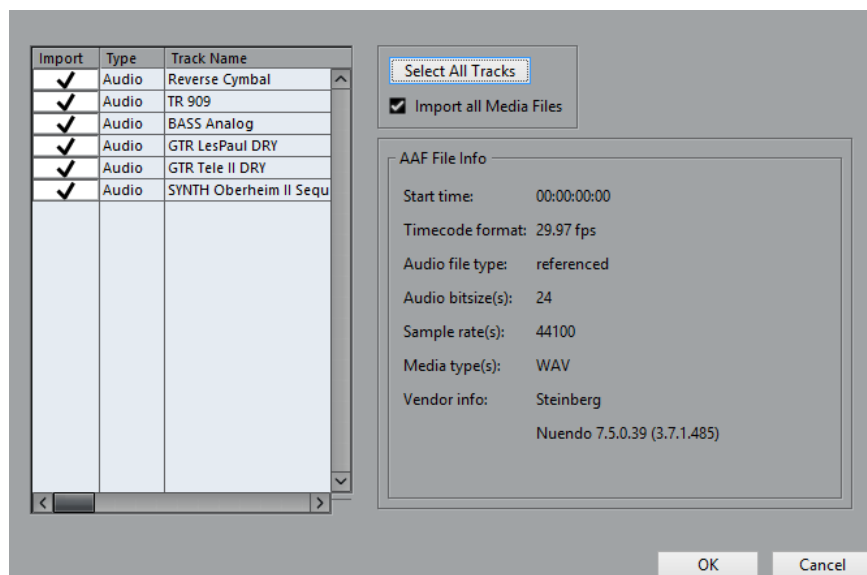 Import Type Track Name
Audio Reverse Cymbal
Audio TR 909
Audio BASS Analog
Audio GTR LesPaul DRY
Audio GTR Tele II DRY
Audio SYNTH Oberheim II Sequ
Select All Tracks
Import all Media Files
AAF File Info
Start time: 00:00:00:00
Timecode format: 29.97 fps
Audio file type: referenced
Audio bitsize(s): 24
Sample rate(s): 44100
Media type(s): WAV
Vendor info: Steinberg
Nuendo 7.5.0.39 (3.7.1.485)
OK Cancel